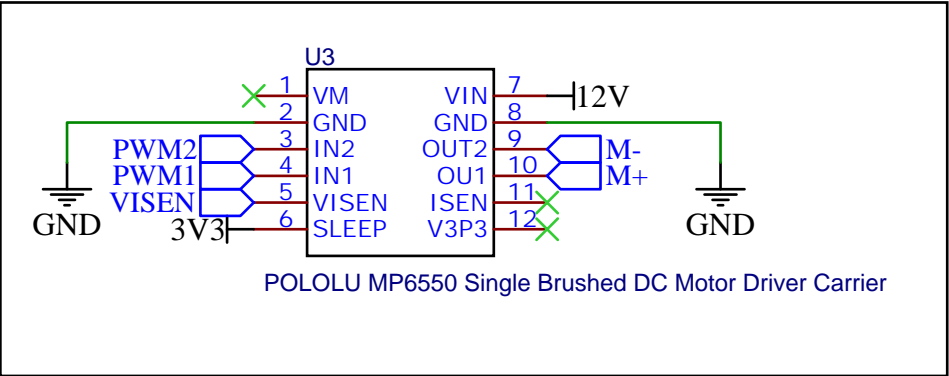 U3
1 VM VIN 7 12V
2 GND GND 8
PWM2 3 IN2 OUT2 9 M-
PWM1 4 IN1 OU1 10 M+
VISEN 5 VISEN ISEN 11
3V3 6 SLEEP V3P3 12
GND GND
POLOLU MP6550 Single Brushed DC Motor Driver Carrier